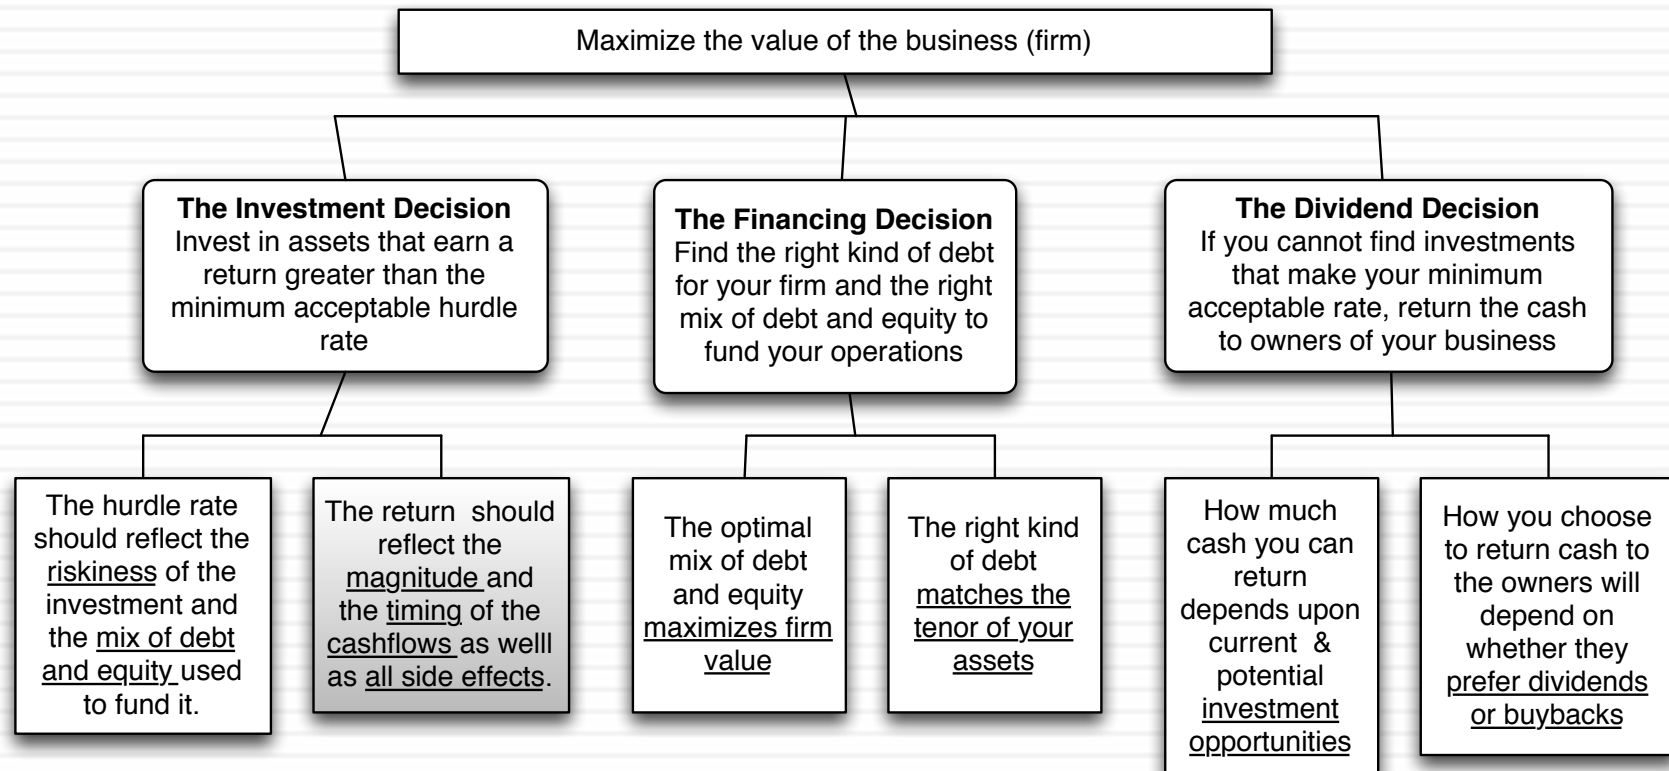 Maximize the value of the business (firm)
The Investment Decision
Invest in assets that earn a
return greater than the
minimum acceptable hurdle
rate
The Financing Decision
Find the right kind of debt
for your firm and the right
mix of debt and equity to
fund your operations
The Dividend Decision
If you cannot find investments
that make your minimum
acceptable rate, return the cash
to owners of your business
The hurdle rate
should reflect the
riskiness of the
investment and
the mix of debt
and equity used
to fund it.
The return  should
reflect the
magnitude and
the timing of the
cashflows as welll
as all side effects.
The optimal
mix of debt
and equity
maximizes firm
value
The right kind
of debt
matches the
tenor of your
assets
How much
cash you can
return
depends upon
current  &
potential
investment
opportunities
How you choose
to return cash to
the owners will
depend on
whether they
prefer dividends
or buybacks